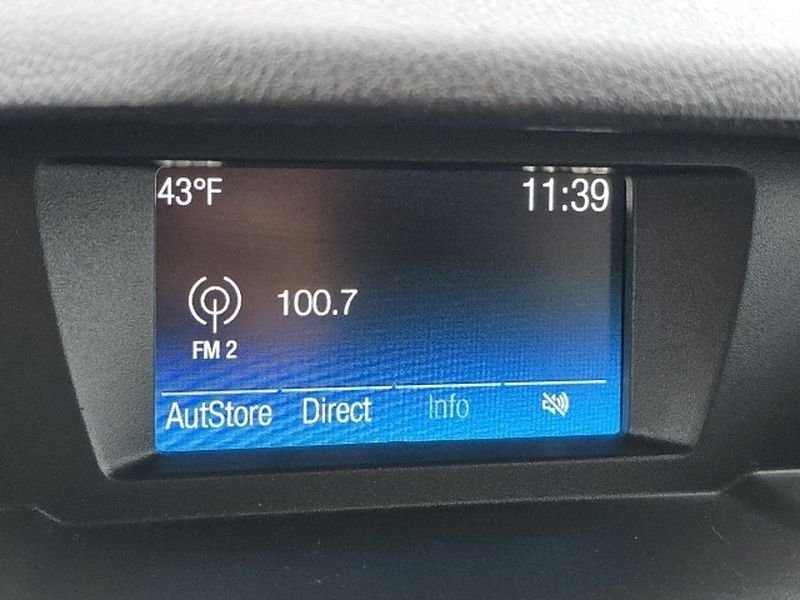 43°F 11:39
100.7
FM 2
AutStore Direct Info